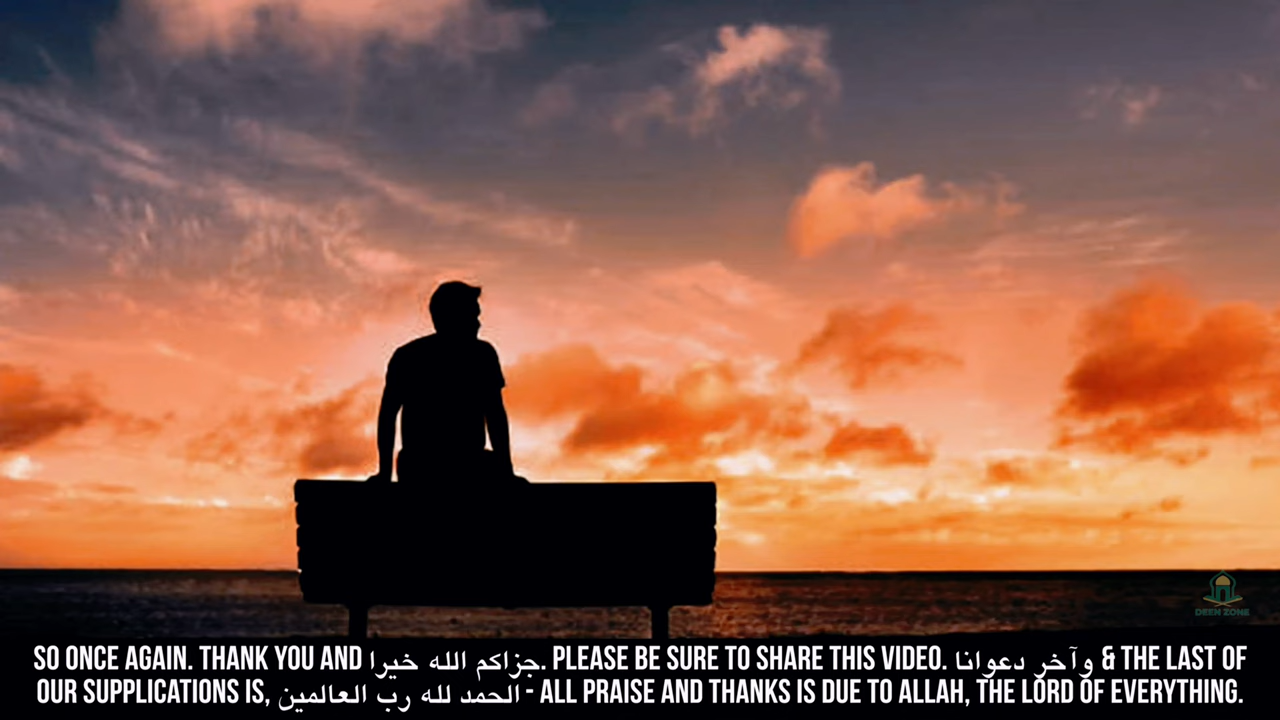 DEEN ZONE
SO ONCE AGAIN. THANK YOU AND جزاكم الله خيرا. PLEASE BE SURE TO SHARE THIS VIDEO. وآخر دعوانا & THE LAST OF
OUR SUPPLICATIONS IS, الحمد لله رب العالمين - ALL PRAISE AND THANKS IS DUE TO ALLAH, THE LORD OF EVERYTHING.